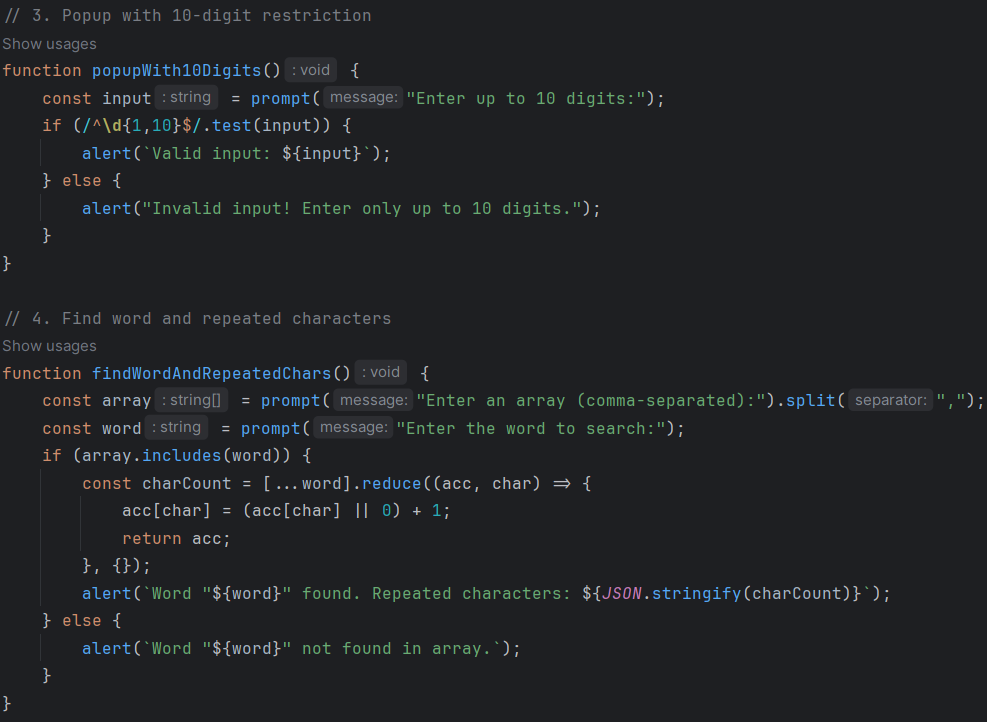 // 3. Popup with 10-digit restriction
Show usages
function popupWith10Digits() : void {
    const input : string = prompt( message: "Enter up to 10 digits:");
    if (/^\d{1,10}$/.test(input)) {
        alert(`Valid input: ${input}`);
    } else {
        alert("Invalid input! Enter only up to 10 digits.");
    }
}
// 4. Find word and repeated characters
Show usages
function findWordAndRepeatedChars() : void {
    const array : string[] = prompt( message: "Enter an array (comma-separated):").split( separator: ",");
    const word : string = prompt( message: "Enter the word to search:");
    if (array.includes(word)) {
        const charCount = [...word].reduce((acc, char) => {
            acc[char] = (acc[char] || 0) + 1;
            return acc;
        }, {});
        alert(`Word "${word}" found. Repeated characters: ${JSON.stringify(charCount)}`);
    } else {
        alert(`Word "${word}" not found in array.`);
    }
}